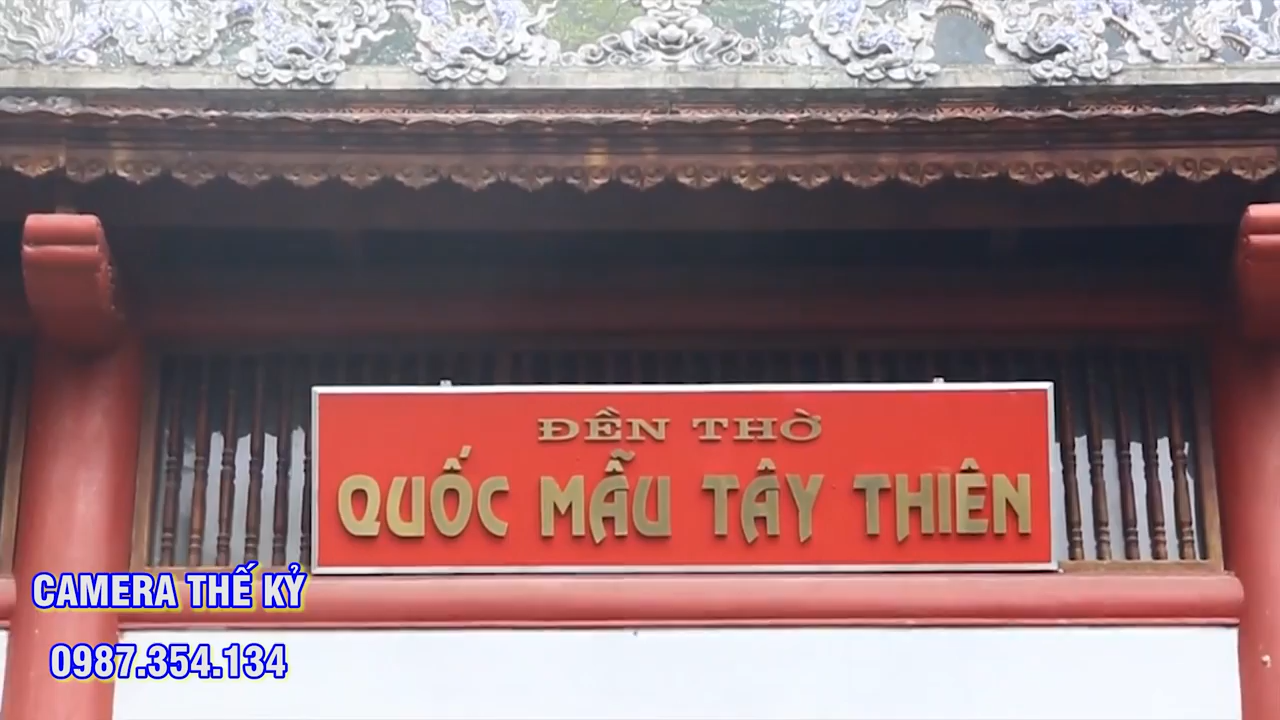 ĐỀN THỜ
QUỐC MẪU TÂY THIÊN
CAMERA THẾ KỶ
0987.354.134